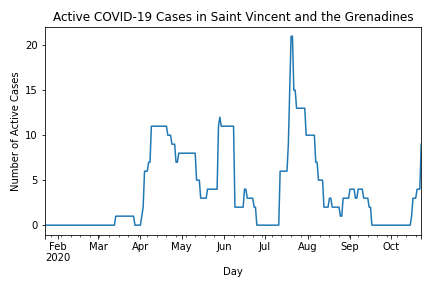 Active COVID-19 Cases in Saint Vincent and the Grenadines
Number of Active Cases
20
15
10
5
0
Feb Mar Apr May Jun Jul Aug Sep Oct
2020
Day